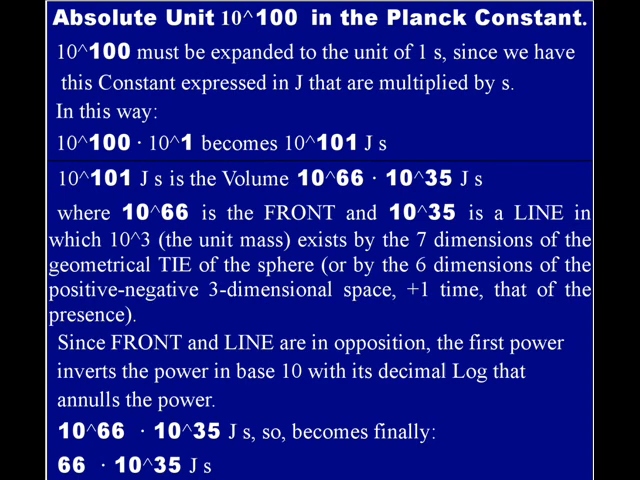 Absolute Unit 10^100 in the Planck Constant.
10^100 must be expanded to the unit of 1 s, since we have
this Constant expressed in J that are multiplied by s.
In this way:
10^100 · 10^1 becomes 10^101 J s
10^101 J s is the Volume 10^66 · 10^35 J s
where 10^66 is the FRONT and 10^35 is a LINE in
which 10^3 (the unit mass) exists by the 7 dimensions of the
geometrical TIE of the sphere (or by the 6 dimensions of the
positive-negative 3-dimensional space, +1 time, that of the
presence).
Since FRONT and LINE are in opposition, the first power
inverts the power in base 10 with its decimal Log that
annulls the power.
10^66 · 10^35 J s, so, becomes finally:
66 · 10^35 J s